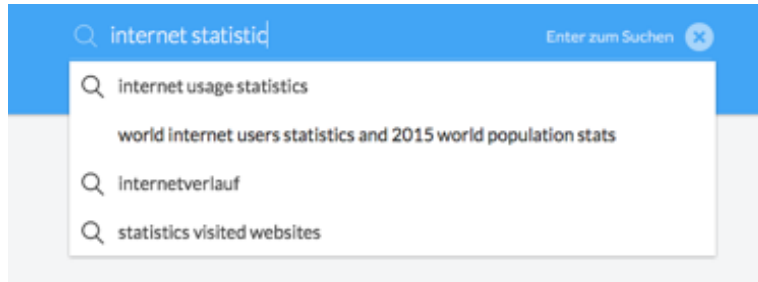 internet statistic Enter zum Suchen
internet usage statistics
world internet users statistics and 2015 world population stats
internetverlauf
statistics visited websites